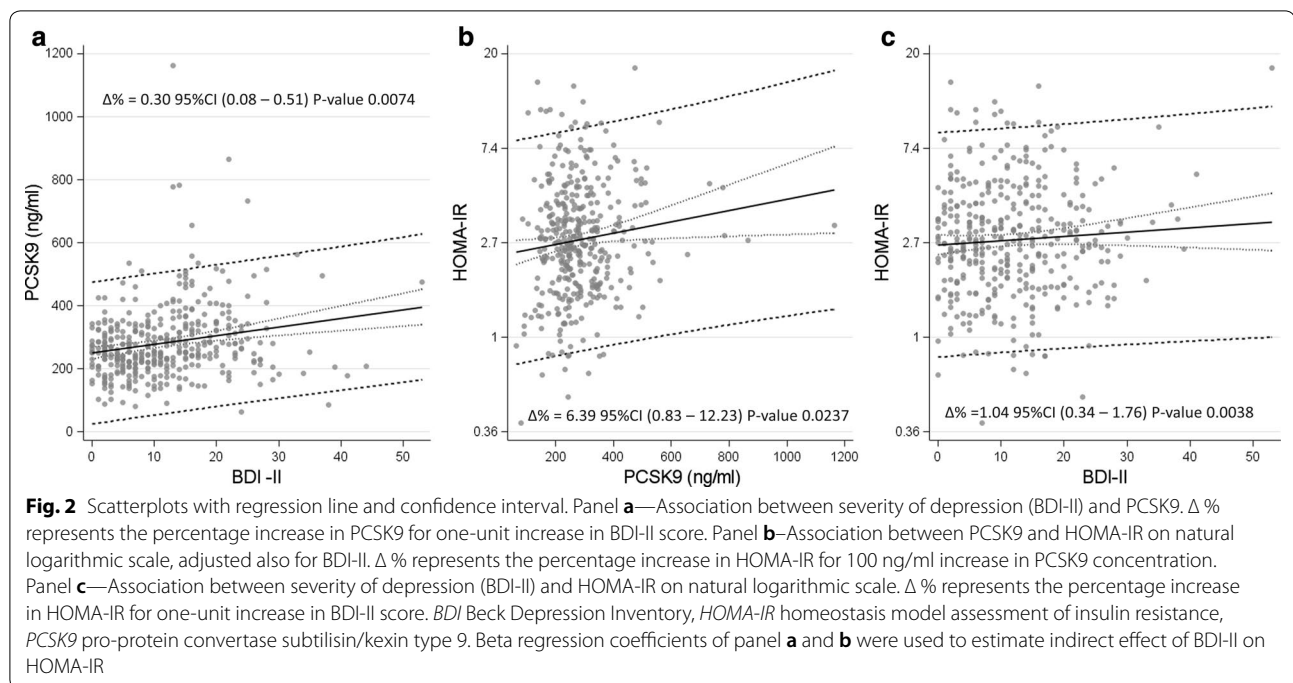 a
1200
1000
800
600
400
200
0
PCSK9 (ng/ml)
Δ% = 0.30 95%CI (0.08 – 0.51) P-value 0.0074
0 10 20 30 40 50
BDI -II
b
20
7.4
2.7
1
0.36
HOMA-IR
Δ% = 6.39 95%CI (0.83 – 12.23) P-value 0.0237
200 400 600 800 1000 1200
PCSK9 (ng/ml)
c
20
7.4
2.7
1
0.36
HOMA-IR
Δ% =1.04 95%CI (0.34 – 1.76) P-value 0.0038
0 10 20 30 40 50
BDI-II
Fig. 2 Scatterplots with regression line and confidence interval. Panel a—Association between severity of depression (BDI-II) and PCSK9. Δ %
represents the percentage increase in PCSK9 for one-unit increase in BDI-II score. Panel b–Association between PCSK9 and HOMA-IR on natural
logarithmic scale, adjusted also for BDI-II. Δ % represents the percentage increase in HOMA-IR for 100 ng/ml increase in PCSK9 concentration.
Panel c—Association between severity of depression (BDI-II) and HOMA-IR on natural logarithmic scale. Δ % represents the percentage increase
in HOMA-IR for one-unit increase in BDI-II score. BDI Beck Depression Inventory, HOMA-IR homeostasis model assessment of insulin resistance,
PCSK9 pro-protein convertase subtilisin/kexin type 9. Beta regression coefficients of panel a and b were used to estimate indirect effect of BDI-II on
HOMA-IR